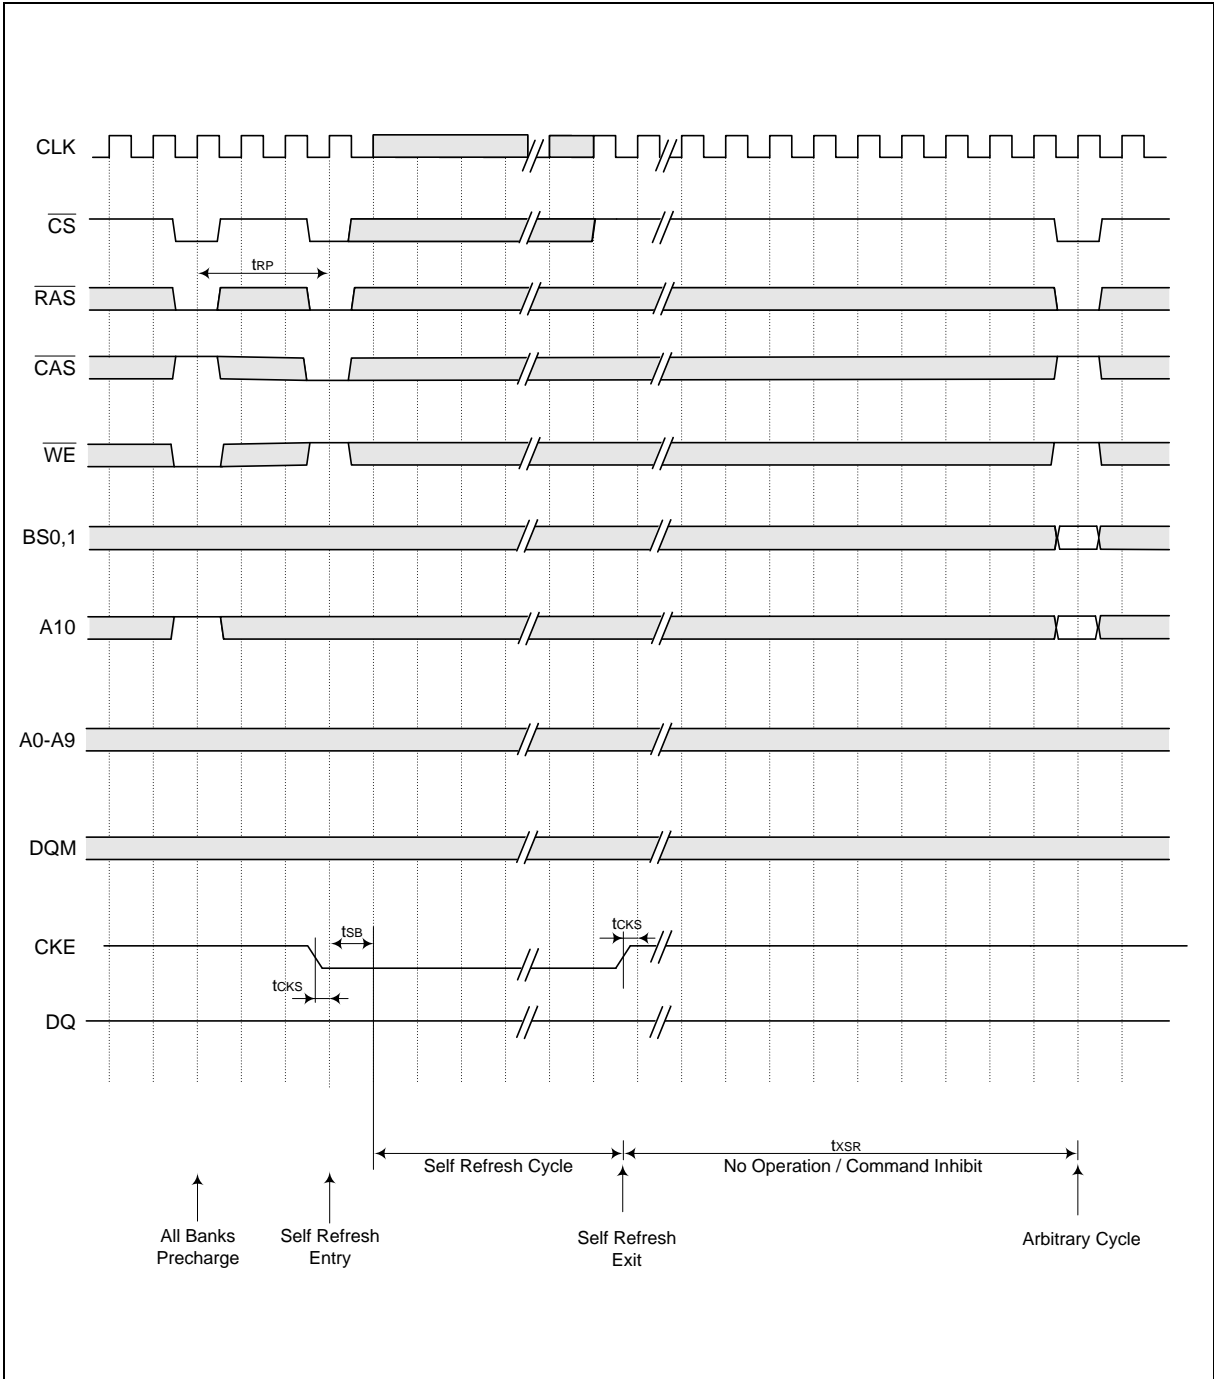 CLK
CS
tRP
RAS
CAS
WE
BS0,1
A10
A0-A9
DQM
tSB
tCKS
CKE
tCKS
DQ
tXSR
Self Refresh Cycle
No Operation / Command Inhibit
All Banks
Precharge
Self Refresh
Entry
Self Refresh
Exit
Arbitrary Cycle